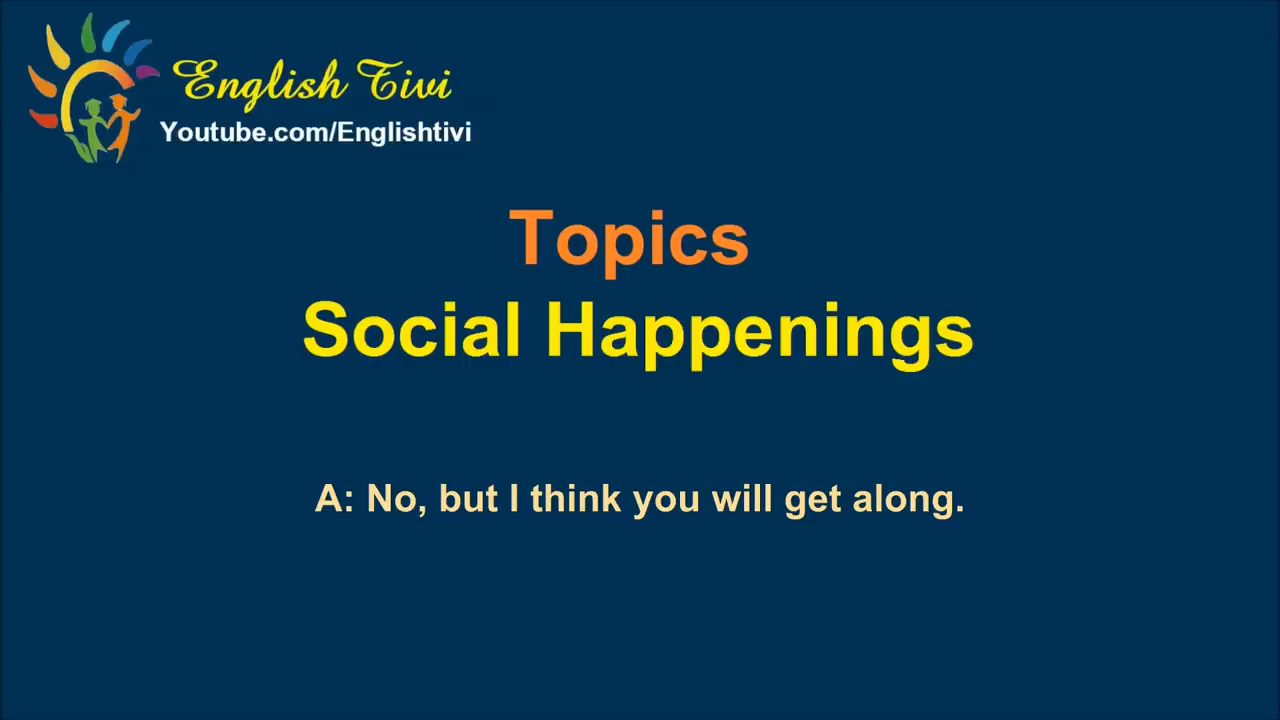 English Tivi
Youtube.com/Englishtivi
Topics
Social Happenings
A: No, but I think you will get along.